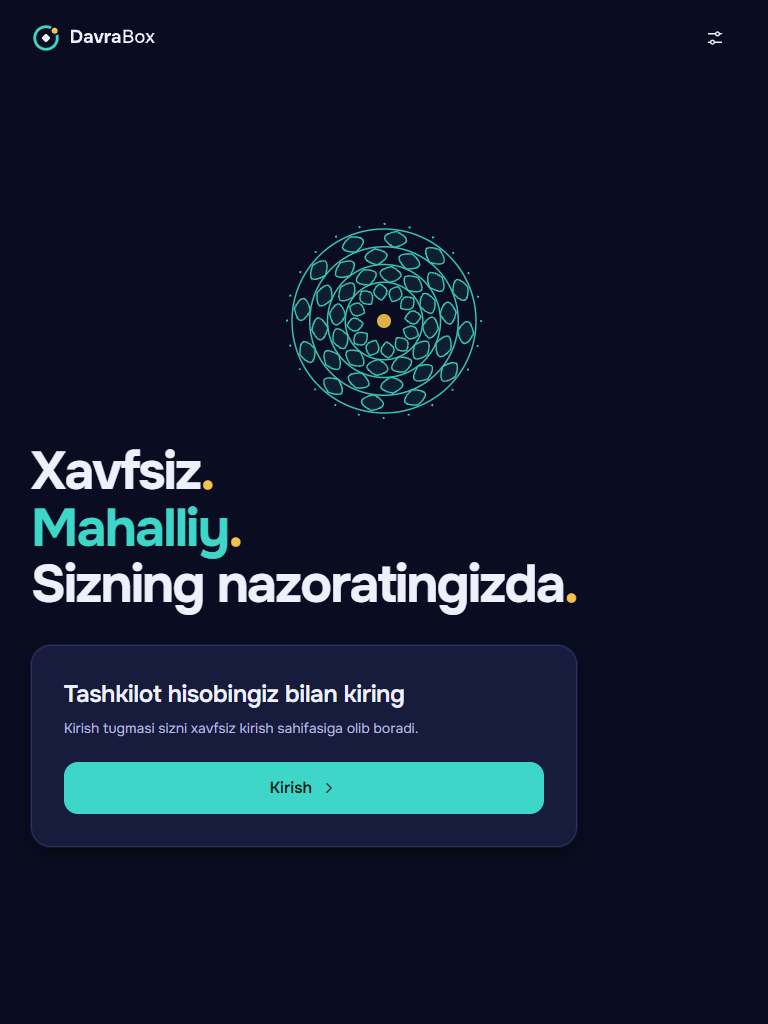 DavraBox
Xavfsiz.
Mahalliy.
Sizning nazoratingizda.
Tashkilot hisobingiz bilan kiring
Kirish tugmasi sizni xavfsiz kirish sahifasiga olib boradi.
Kirish